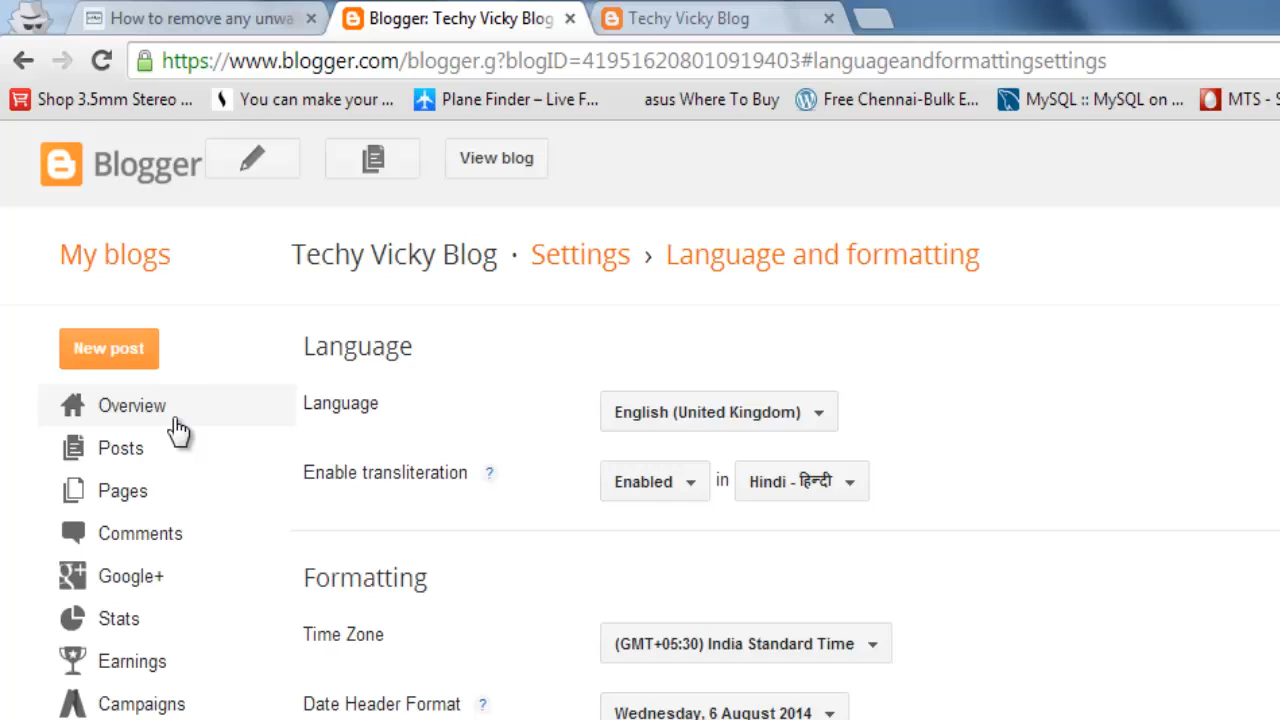 How to remove any unwa
Blogger: Techy Vicky Blog
Techy Vicky Blog
https://www.blogger.com/blogger.g?blogID=419516208010919403#languageandformattingsettings
Shop 3.5mm Stereo ...
You can make your ...
Plane Finder – Live F...
asus Where To Buy
Free Chennai-Bulk E...
MySQL :: MySQL on ...
MTS - S
Blogger
View blog
My blogs
Techy Vicky Blog · Settings › Language and formatting
New post
Overview
Posts
Pages
Comments
Google+
Stats
Earnings
Campaigns
Language
Language
English (United Kingdom)
Enable transliteration ?
Enabled in Hindi - हिन्दी
Formatting
Time Zone
(GMT+05:30) India Standard Time
Date Header Format ?
Wednesday, 6 August 2014